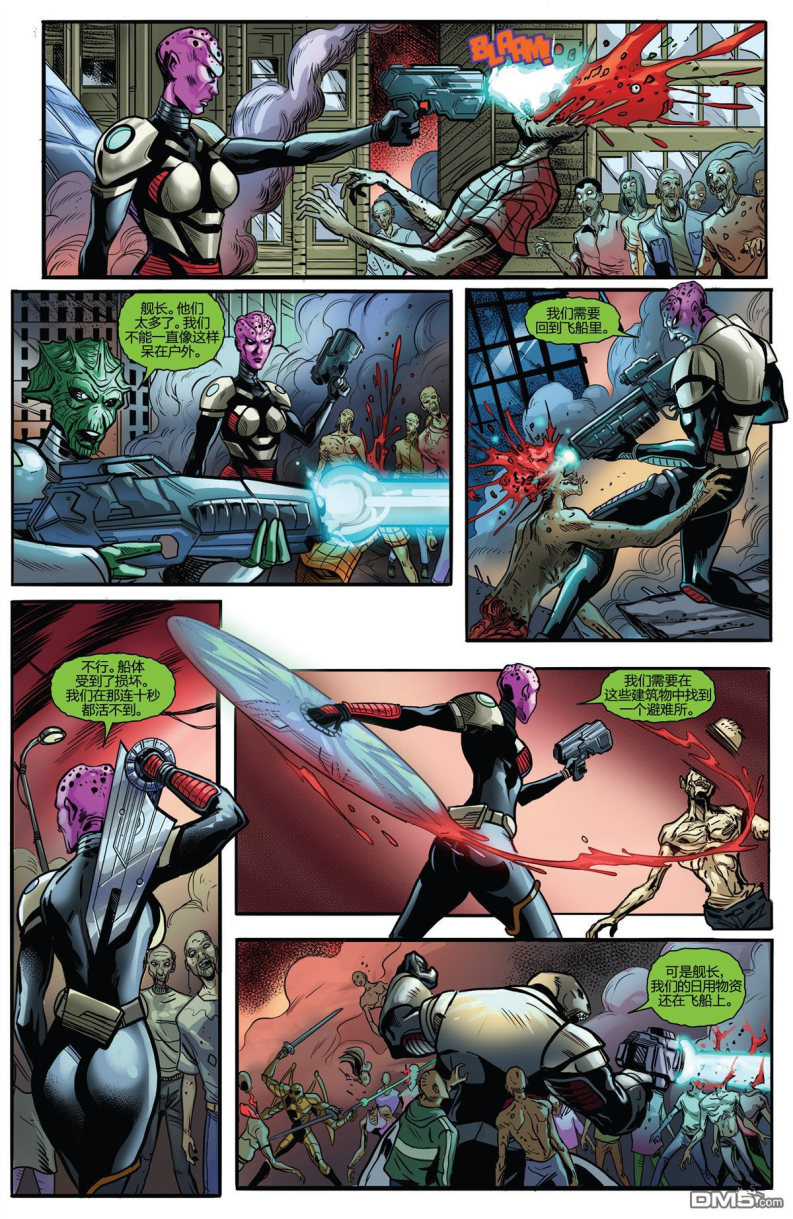 BLAAM!
舰长。他们
太多了。我们
不能一直像这样
呆在户外。
我们需要
回到飞船里。
不行。船体
受到了损坏。
我们在那连十秒
都活不到。
我们需要在
这些建筑物中找到
一个避难所。
可是舰长，
我们的日用物资
还在飞船上。
DM5.com